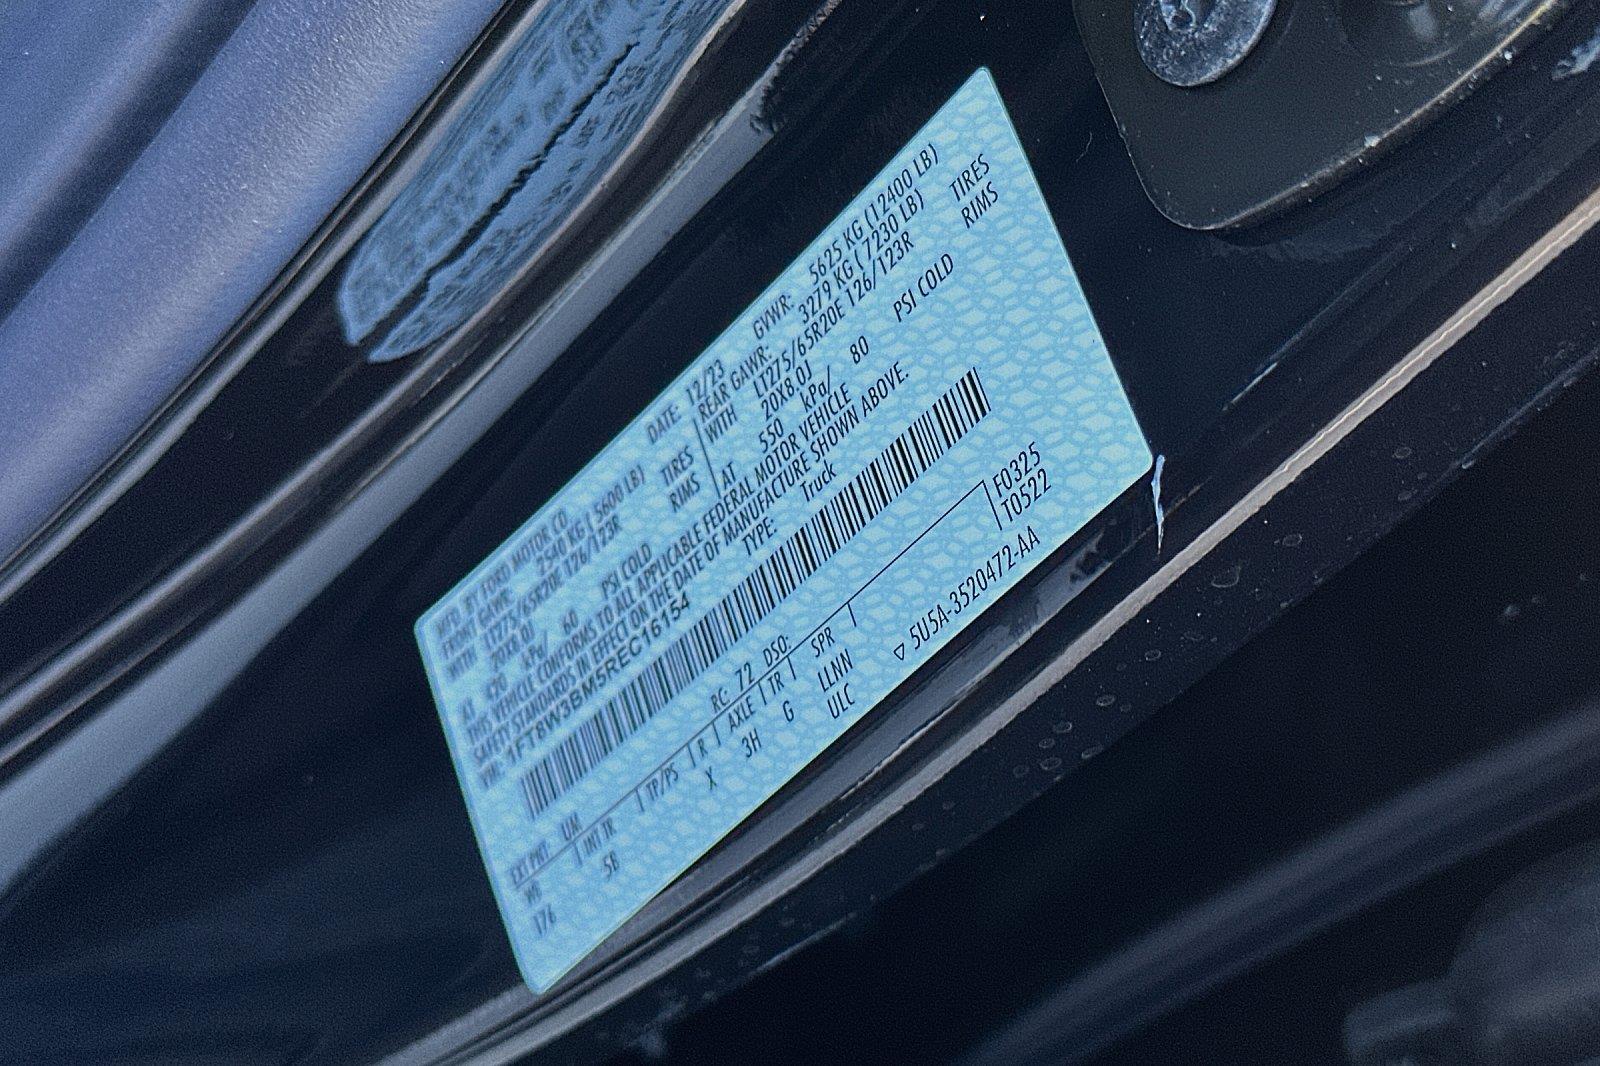 MFD. BY FORD MOTOR CO. DATE: 12/23 GVWR: 5625 KG (12400 LB)
FRONT GAWR: 2540 KG ( 5600 LB) REAR GAWR: 3279 KG ( 7230 LB)
WITH LT275/65R20E 126/123R TIRES WITH LT275/65R20E 126/123R TIRES
20X8.0J RIMS 20X8.0J RIMS
AT 420 kPa/ 60 PSI COLD AT 550 kPa/ 80 PSI COLD
THIS VEHICLE CONFORMS TO ALL APPLICABLE FEDERAL MOTOR VEHICLE
SAFETY STANDARDS IN EFFECT ON THE DATE OF MANUFACTURE SHOWN ABOVE.
VIN: 1FT8W3BM5REC16154 TYPE: Truck
EXT PNT: UM RC: 72 DSO: F0325
WB INT TR TP/PS R AXLE TR SPR T0522
176 5B X 3H G LLNN
ULC
▽ 5U5A-3520472-AA